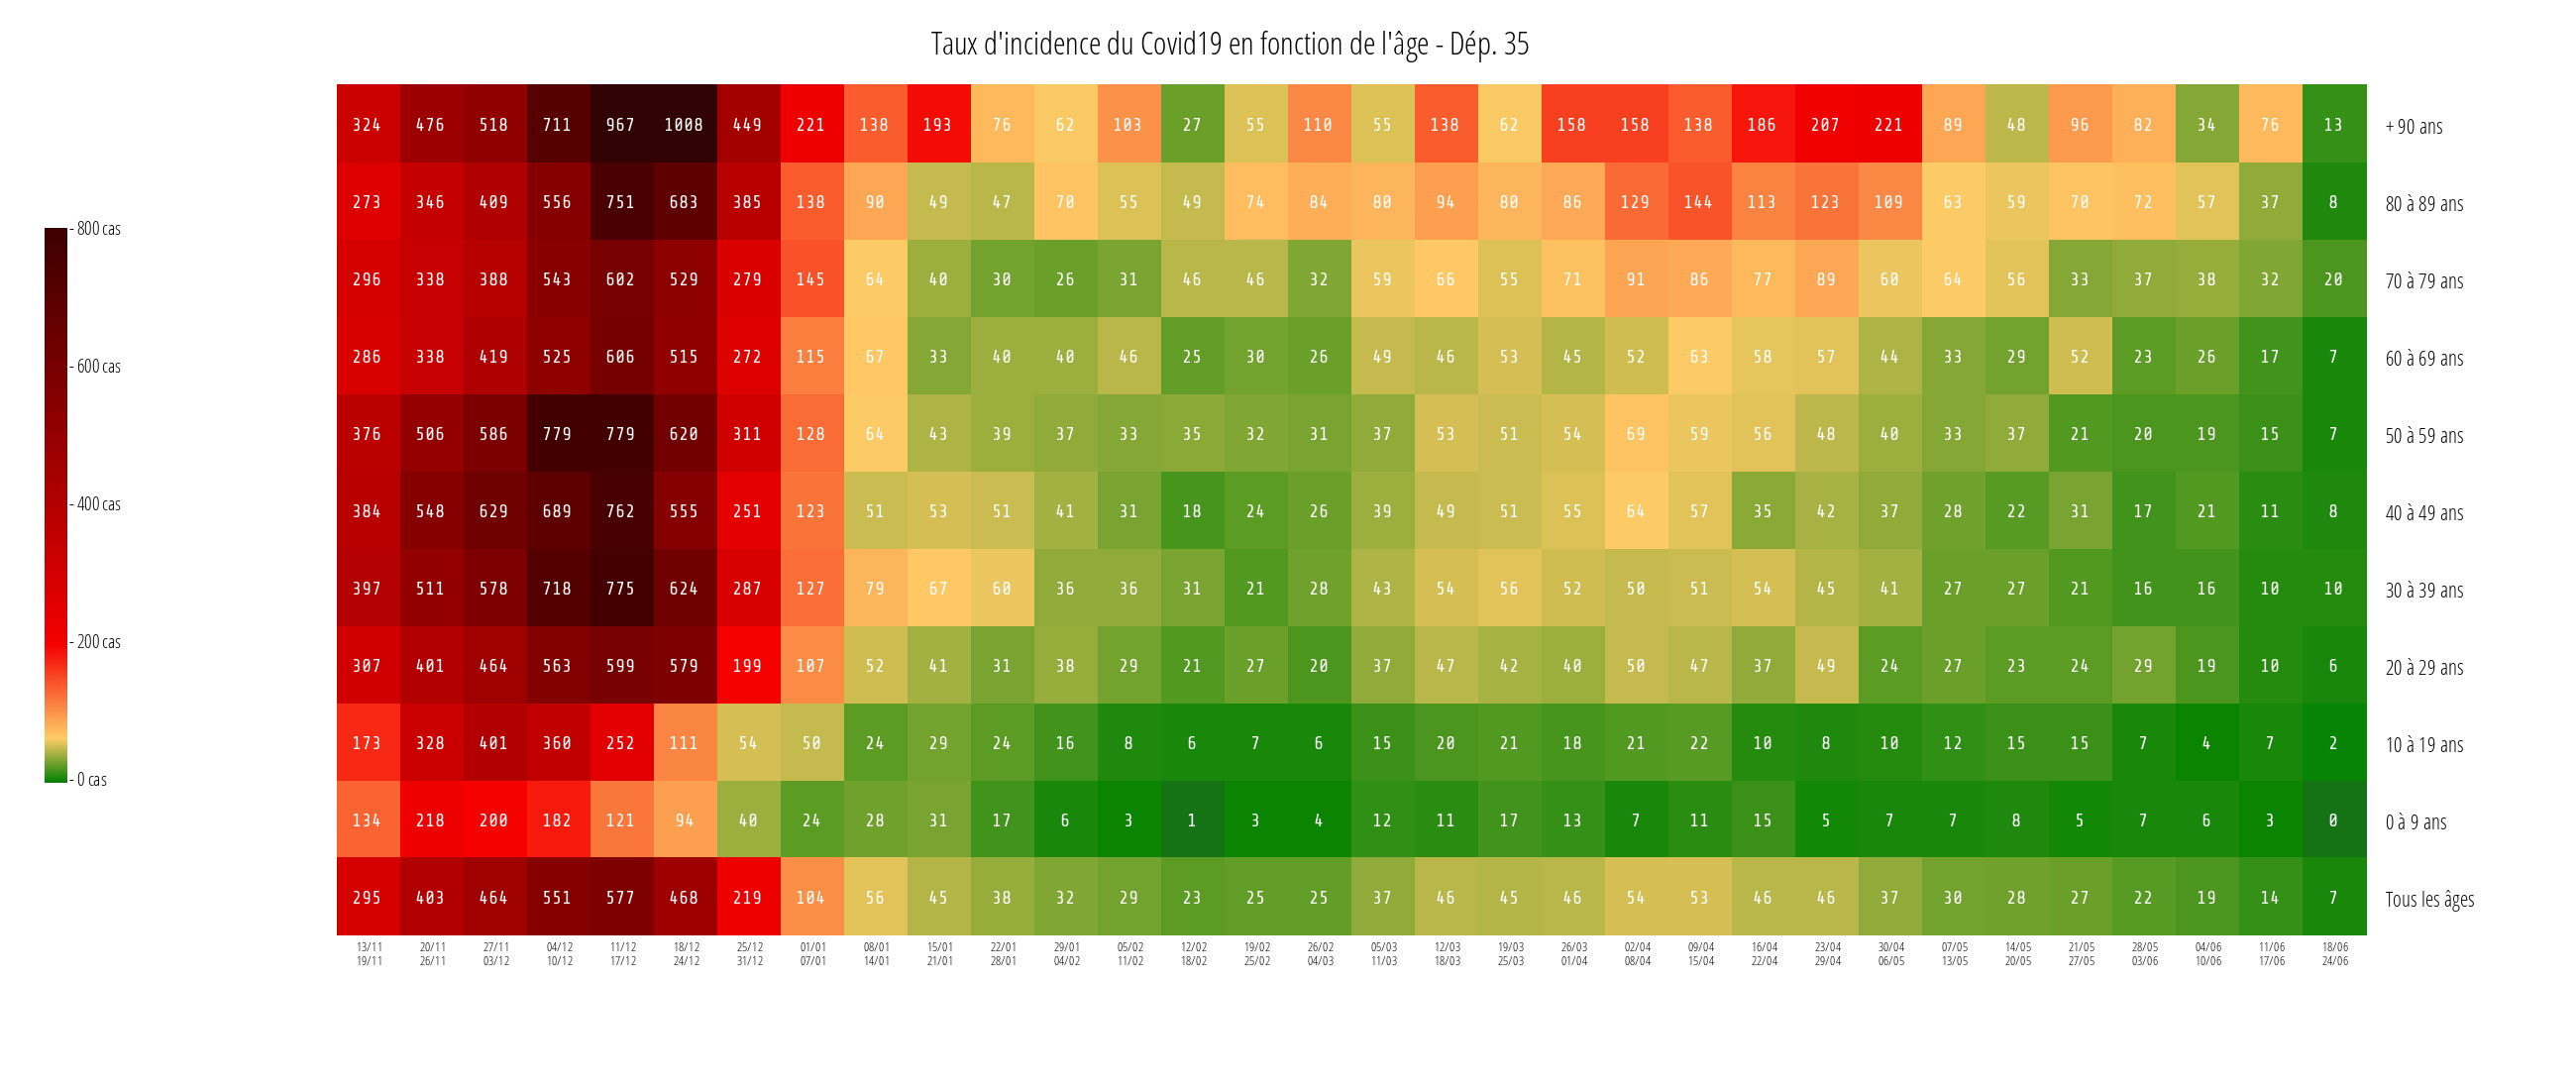 Taux d'incidence du Covid19 en fonction de l'âge - Dép. 35
324 476 518 711 967 1008 449 221 138 193 76 62 103 27 55 110 55 138 62 158 158 138 186 207 221 89 48 96 82 34 76 13 + 90 ans
273 346 409 556 751 683 385 138 90 49 47 70 55 49 74 84 80 94 80 86 129 144 113 123 109 63 59 70 72 57 37 8 80 à 89 ans
- 800 cas
296 338 388 543 602 529 279 145 64 40 30 26 31 46 46 32 59 66 55 71 91 86 77 89 60 64 56 33 37 38 32 20 70 à 79 ans
286 338 419 525 606 515 272 115 67 33 40 40 46 25 30 26 49 46 53 45 52 63 58 57 44 33 29 52 23 26 17 7 60 à 69 ans
- 600 cas
376 506 586 779 779 620 311 128 64 43 39 37 33 35 32 31 37 53 51 54 69 59 56 48 40 33 37 21 20 19 15 7 50 à 59 ans
- 400 cas
384 548 629 689 762 555 251 123 51 53 51 41 31 18 24 26 39 49 51 55 64 57 35 42 37 28 22 31 17 21 11 8 40 à 49 ans
397 511 578 718 775 624 287 127 79 67 60 36 36 31 21 28 43 54 56 52 50 51 54 45 41 27 27 21 16 16 10 10 30 à 39 ans
- 200 cas
307 401 464 563 599 579 199 107 52 41 31 38 29 21 27 20 37 47 42 40 50 47 37 49 24 27 23 24 29 19 10 6 20 à 29 ans
173 328 401 360 252 111 54 50 24 29 24 16 8 6 7 6 15 20 21 18 21 22 10 8 10 12 15 15 7 4 7 2 10 à 19 ans
- 0 cas
134 218 200 182 121 94 40 24 28 31 17 6 3 1 3 4 12 11 17 13 7 11 15 5 7 7 8 5 7 6 3 0 0 à 9 ans
295 403 464 551 577 468 219 104 56 45 38 32 29 23 25 25 37 46 45 46 54 53 46 46 37 30 28 27 22 19 14 7 Tous les âges
13/11 20/11 27/11 04/12 11/12 18/12 25/12 01/01 08/01 15/01 22/01 29/01 05/02 12/02 19/02 26/02 05/03 12/03 19/03 26/03 02/04 09/04 16/04 23/04 30/04 07/05 14/05 21/05 28/05 04/06 11/06 18/06
19/11 26/11 03/12 10/12 17/12 24/12 31/12 07/01 14/01 21/01 28/01 04/02 11/02 18/02 25/02 04/03 11/03 18/03 25/03 01/04 08/04 15/04 22/04 29/04 06/05 13/05 20/05 27/05 03/06 10/06 17/06 24/06